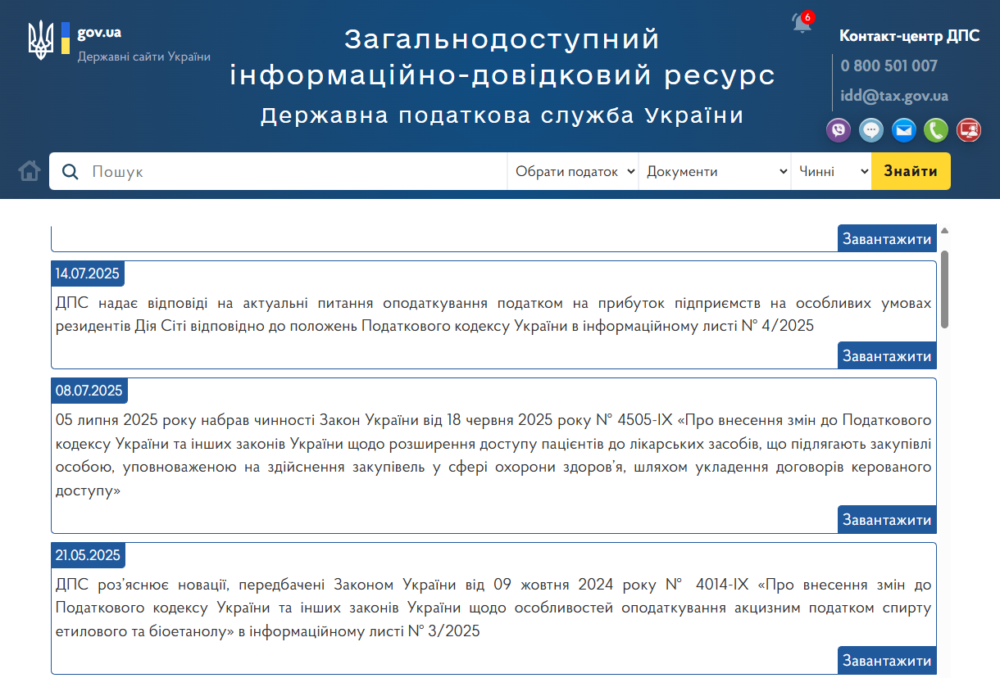 gov.ua
Державні сайти України
Загальнодоступний
інформаційно-довідковий ресурс
Державна податкова служба України
6
Контакт-центр ДПС
0 800 501 007
idd@tax.gov.ua
Пошук
Обрати податок
Документи
Чинні
Знайти
Завантажити
14.07.2025
ДПС надає відповіді на актуальні питання оподаткування податком на прибуток підприємств на особливих умовах
резидентів Дія Сіті відповідно до положень Податкового кодексу України в інформаційному листі № 4/2025
Завантажити
08.07.2025
05 липня 2025 року набрав чинності Закон України від 18 червня 2025 року № 4505-IX «Про внесення змін до Податкового
кодексу України та інших законів України щодо розширення доступу пацієнтів до лікарських засобів, що підлягають закупівлі
особою, уповноваженою на здійснення закупівель у сфері охорони здоров’я, шляхом укладення договорів керованого
доступу»
Завантажити
21.05.2025
ДПС роз’яснює новації, передбачені Законом України від 09 жовтня 2024 року № 4014-IX «Про внесення змін до
Податкового кодексу України та інших законів України щодо особливостей оподаткування акцизним податком спирту
етилового та біоетанолу» в інформаційному листі № 3/2025
Завантажити